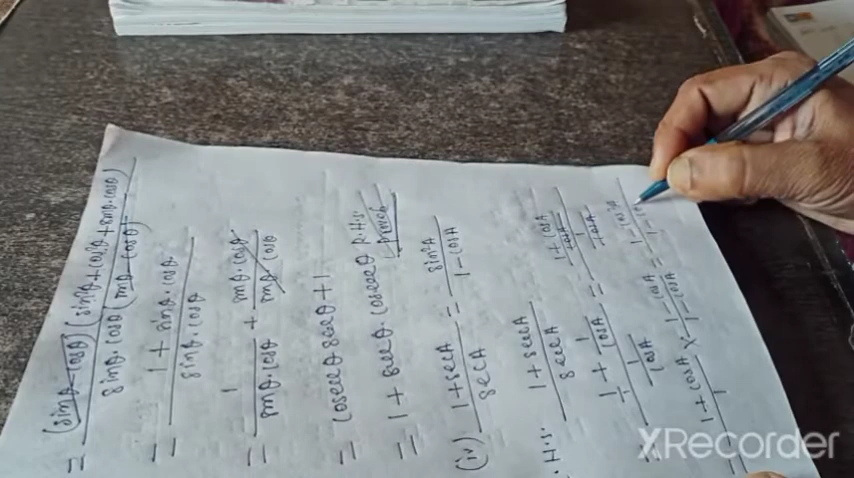 = (sinθ - cosθ)(sin²θ + cos²θ + sinθ.cosθ) / sinθ.cosθ (sinθ - cosθ)
= 1 + sinθ.cosθ / sinθ.cosθ
= 1 / sinθ.cosθ + sinθ.cosθ / sinθ.cosθ
= cosecθ secθ + 1
= 1 + secθ.cosecθ R.H.S
Proved
(iv) 1 + secA / secA = sin²A / 1 - cosA
.H.S. 1 + secA / secA
= 1/1 + 1/cosA / 1/cosA = 1 + cosA / cosA / 1/cosA
= 1 + cosA / 1 × 1 - cosA / 1 - cosA = 1 - cos²A / 1 - co
XRecorder